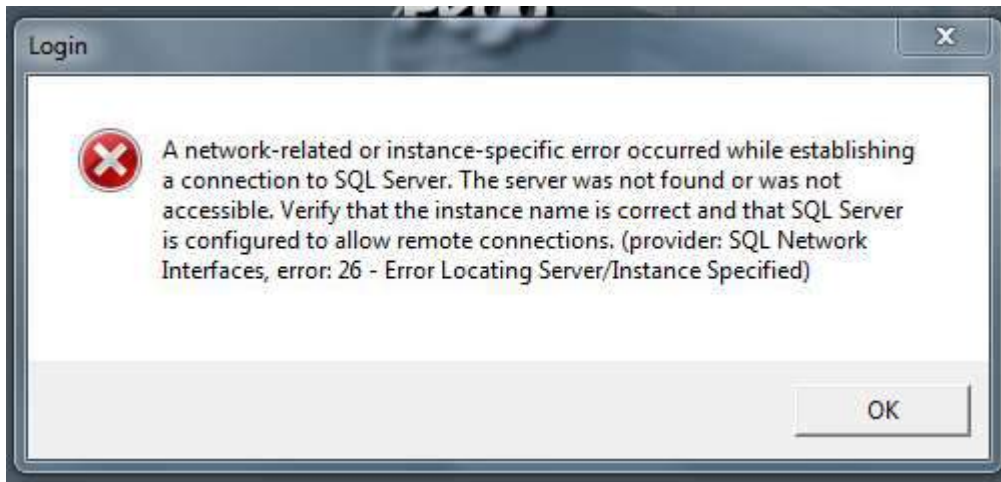 Login
A network-related or instance-specific error occurred while establishing
a connection to SQL Server. The server was not found or was not
accessible. Verify that the instance name is correct and that SQL Server
is configured to allow remote connections. (provider: SQL Network
Interfaces, error: 26 - Error Locating Server/Instance Specified)
OK